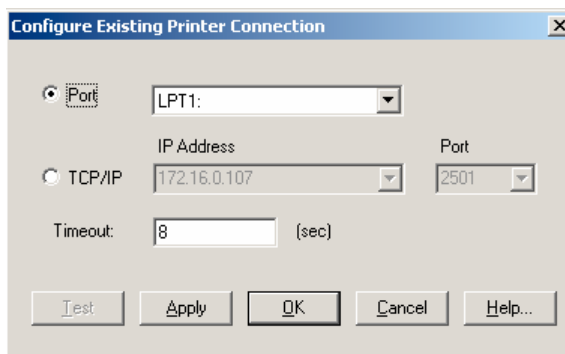 Configure Existing Printer Connection
Port LPT1:
IP Address Port
TCP/IP 172.16.0.107 2501
Timeout: 8 (sec)
Test Apply OK Cancel Help...